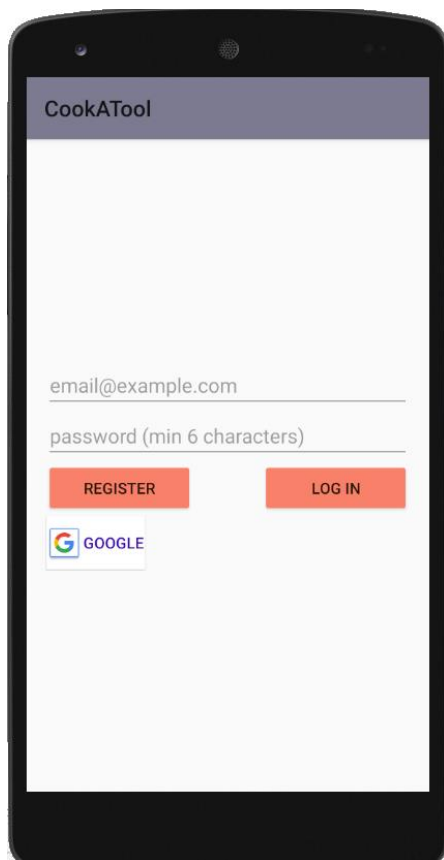 CookATool
email@example.com
password (min 6 characters)
REGISTER
LOG IN
GOOGLE